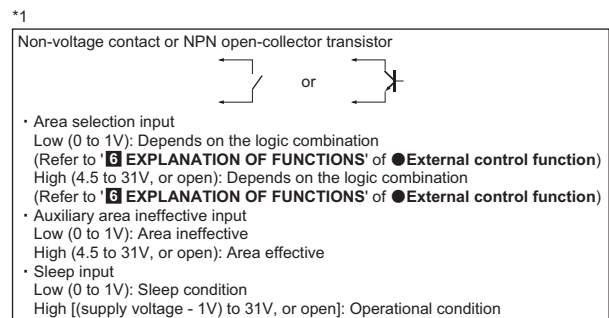 *1
Non-voltage contact or NPN open-collector transistor
or
・Area selection input
Low (0 to 1V): Depends on the logic combination
(Refer to '6 EXPLANATION OF FUNCTIONS' of ●External control function)
High (4.5 to 31V, or open): Depends on the logic combination
(Refer to '6 EXPLANATION OF FUNCTIONS' of ●External control function)
・Auxiliary area ineffective input
Low (0 to 1V): Area ineffective
High (4.5 to 31V, or open): Area effective
・Sleep input
Low (0 to 1V): Sleep condition
High [(supply voltage - 1V) to 31V, or open]: Operational condition